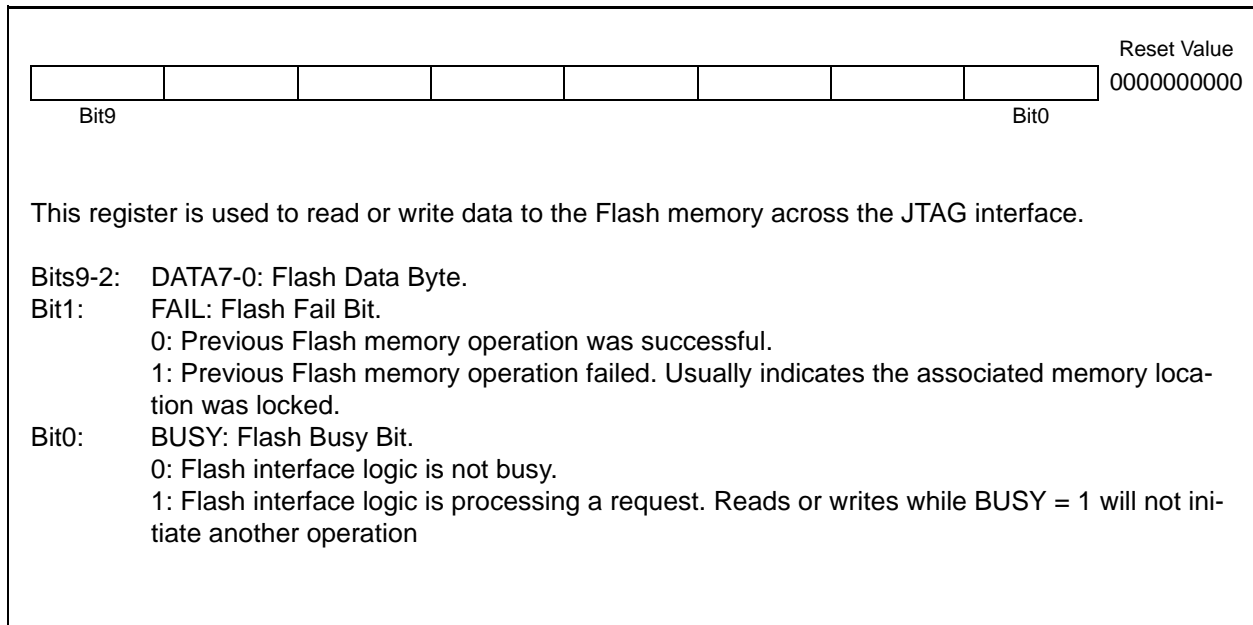 Reset Value
0000000000
Bit9 Bit0
This register is used to read or write data to the Flash memory across the JTAG interface.
Bits9-2: DATA7-0: Flash Data Byte.
Bit1: FAIL: Flash Fail Bit.
0: Previous Flash memory operation was successful.
1: Previous Flash memory operation failed. Usually indicates the associated memory loca-
tion was locked.
Bit0: BUSY: Flash Busy Bit.
0: Flash interface logic is not busy.
1: Flash interface logic is processing a request. Reads or writes while BUSY = 1 will not ini-
tiate another operation